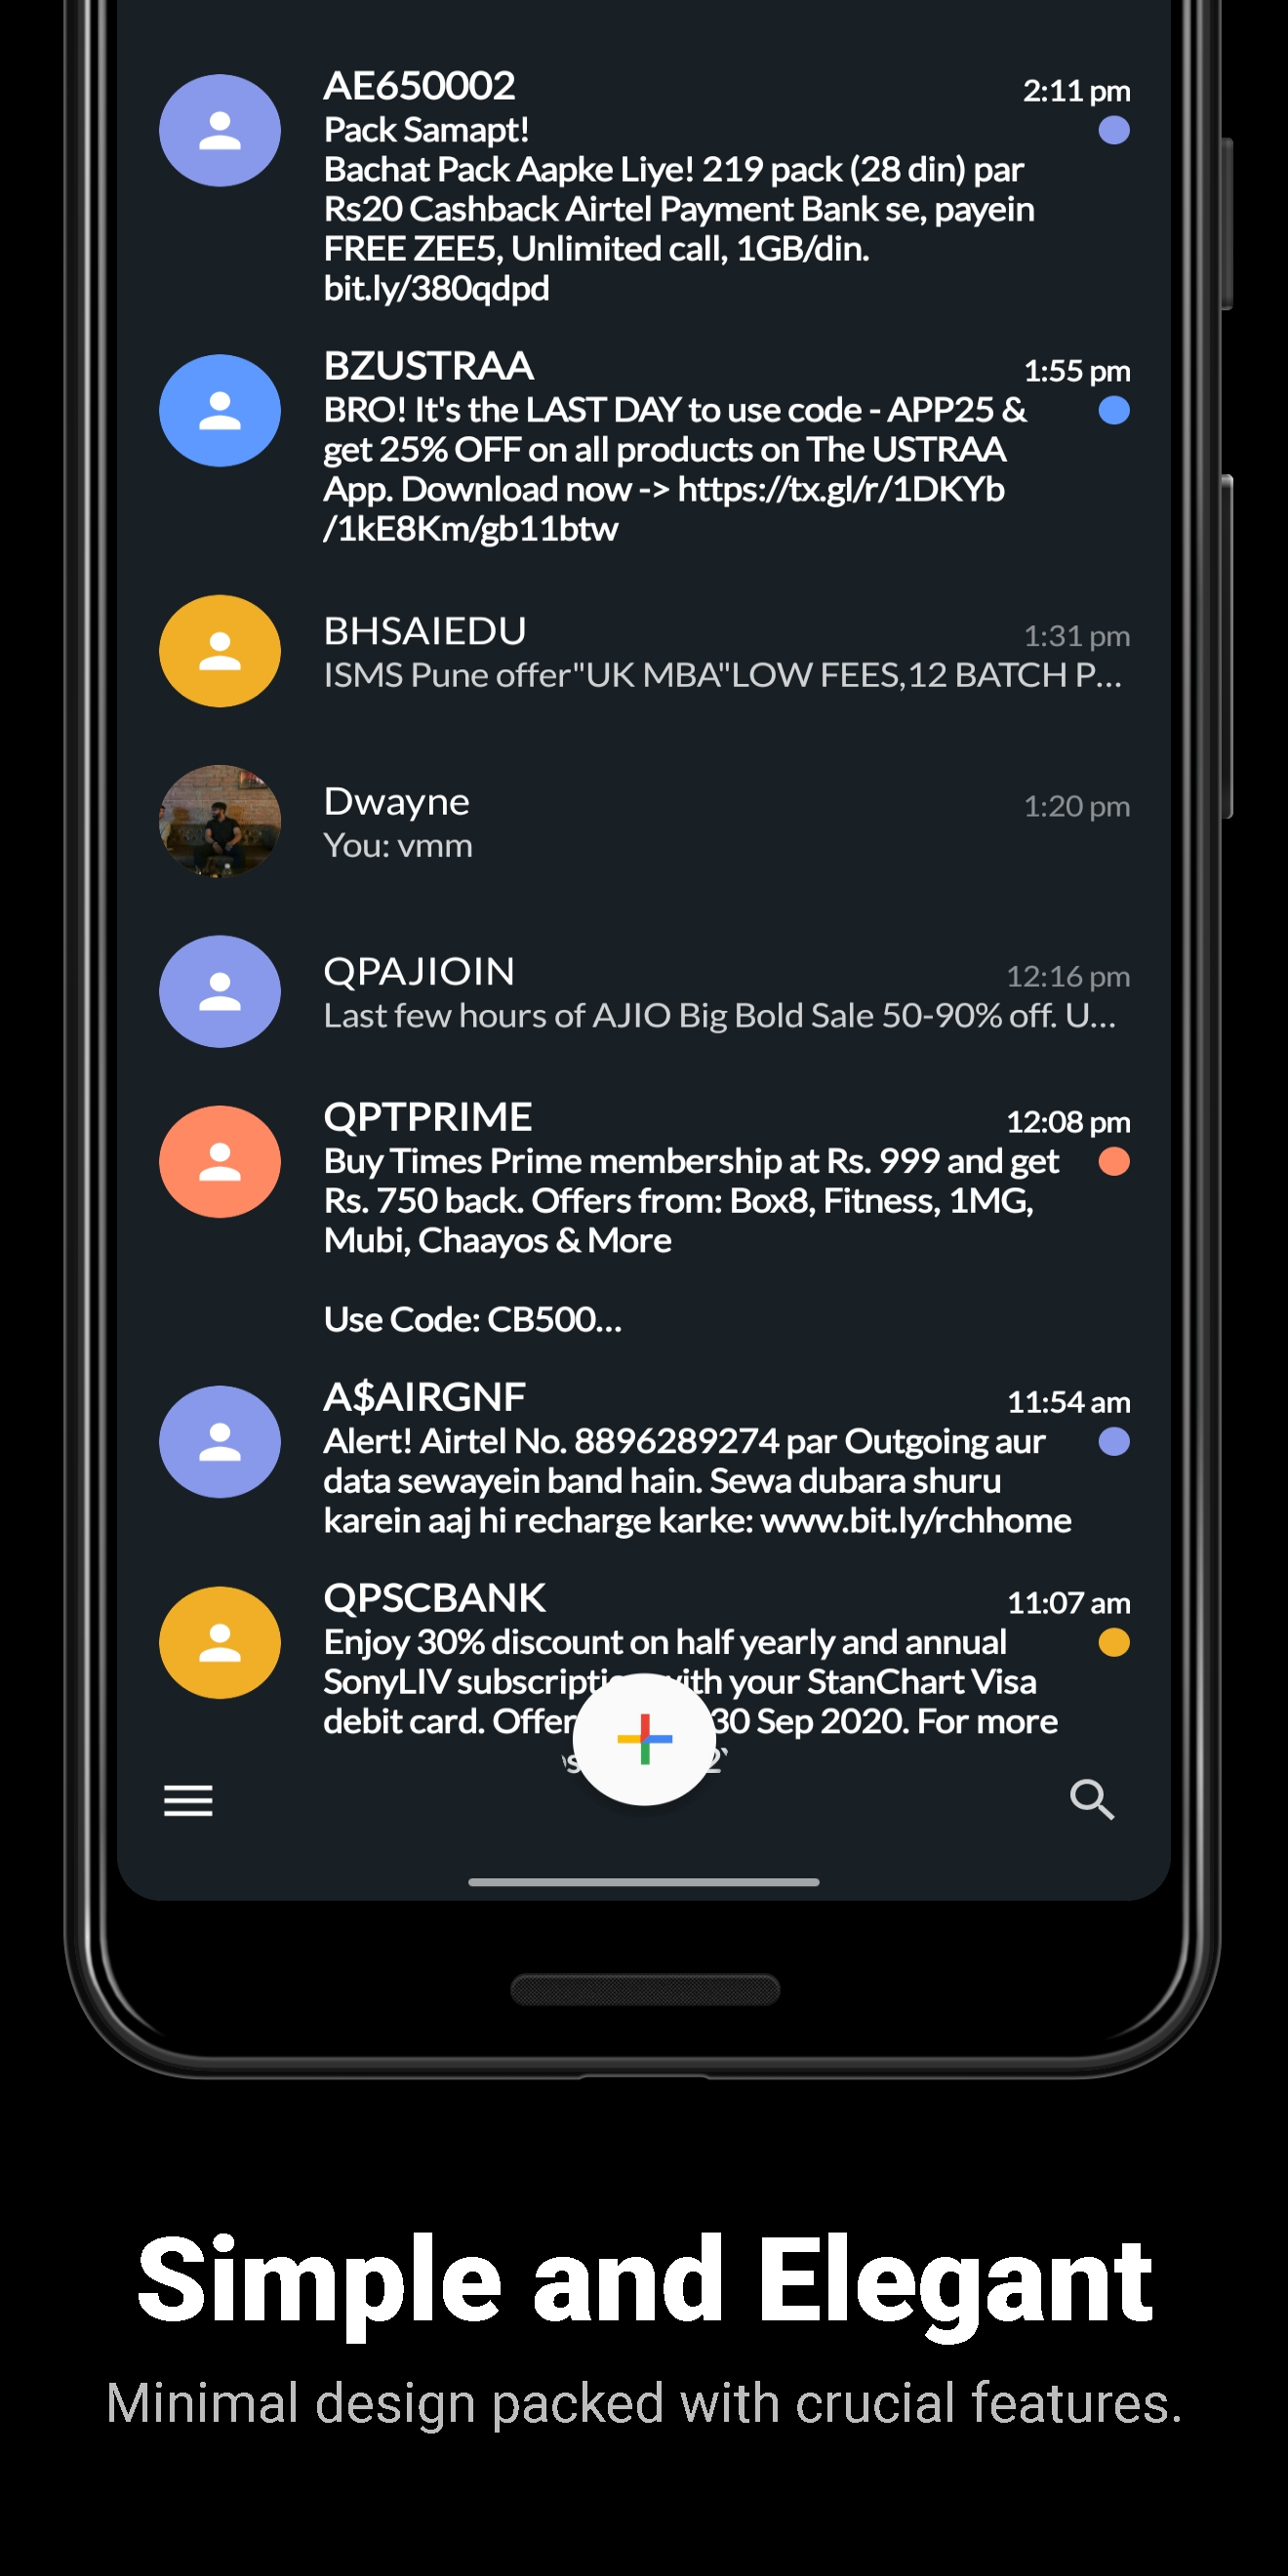 AE650002
2:11 pm
Pack Samapt!
Bachat Pack Aapke Liye! 219 pack (28 din) par
Rs20 Cashback Airtel Payment Bank se, payein
FREE ZEE5, Unlimited call, 1GB/din.
bit.ly/380qdpd
BZUSTRAA
1:55 pm
BRO! It's the LAST DAY to use code - APP25 &
get 25% OFF on all products on The USTRAA
App. Download now -> https://tx.gl/r/1DKYb
/1kE8Km/gb11btw
BHSAIEDU
1:31 pm
ISMS Pune offer"UK MBA"LOW FEES,12 BATCH P...
Dwayne
1:20 pm
You: vmm
QPAJIOIN
12:16 pm
Last few hours of AJIO Big Bold Sale 50-90% off. U...
QPTPRIME
12:08 pm
Buy Times Prime membership at Rs. 999 and get
Rs. 750 back. Offers from: Box8, Fitness, 1MG,
Mubi, Chaayos & More
Use Code: CB500...
A$AIRGNF
11:54 am
Alert! Airtel No. 8896289274 par Outgoing aur
data sewayein band hain. Sewa dubara shuru
karein aaj hi recharge karke: www.bit.ly/rchhome
QPSCBANK
11:07 am
Enjoy 30% discount on half yearly and annual
SonyLIV your StanChart Visa
debit card. 30 Sep 2020. For more
Simple and Elegant
Minimal design packed with crucial features.